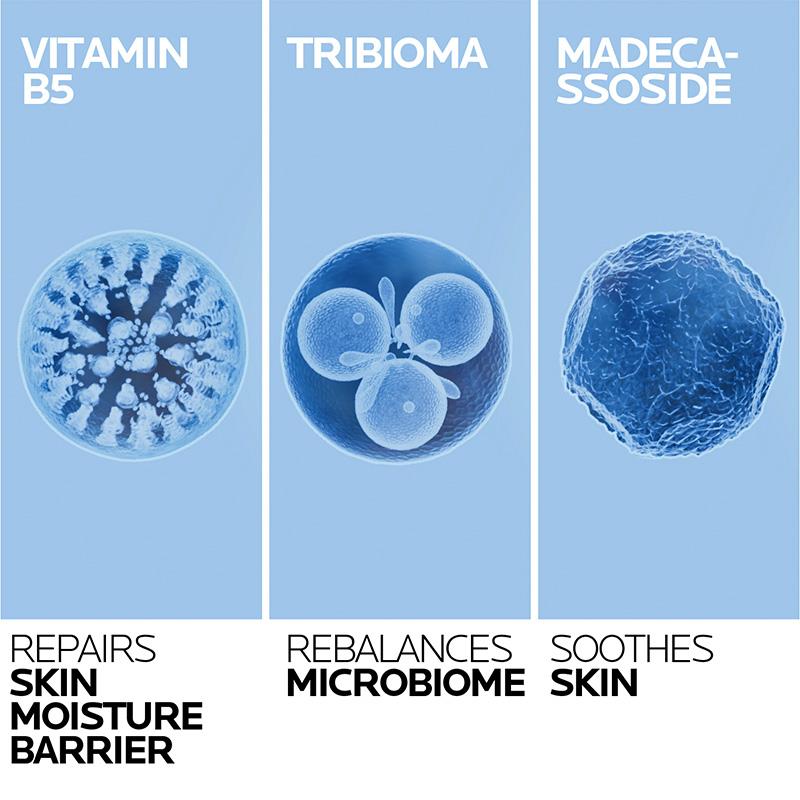 VITAMIN
B5
TRIBIOMA
MADECA-
SSOSIDE
REPAIRS
SKIN
MOISTURE
BARRIER
REBALANCES
MICROBIOME
SOOTHES
SKIN